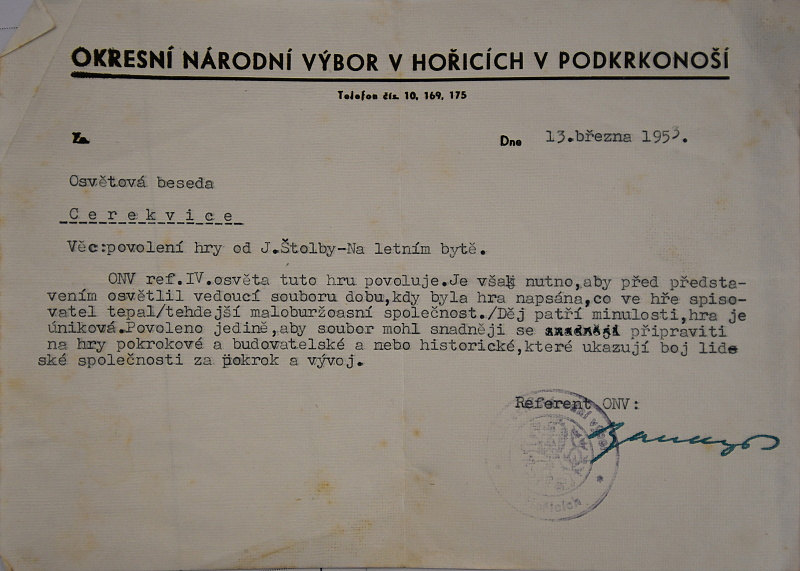 OKRESNÍ NÁRODNÍ VÝBOR V HOŘICÍCH V PODKRKONOŠÍ
Telefon čís. 10, 169, 175
Dne 13.března 1953.
Osvětová beseda
Cerekvice
Věc:povolení hry od J.Štolby-Na letním bytě.
ONV ref.IV.osvěta tuto hru povoluje.Je však nutno,aby před předsta-
vením osvětlil vedoucí souboru dobu,kdy byla hra napsána,co ve hře spiso-
vatel tepal/tehdejší maloburžoasní společnost./Děj patří minulosti,hra je
úniková.Povoleno jedině,aby soubor mohl snadněji se připraviti
na hry pokrokové a budovatelské a nebo historické,které ukazují boj lide
ské společnosti za pokrok a vývoj.
Referent ONV: